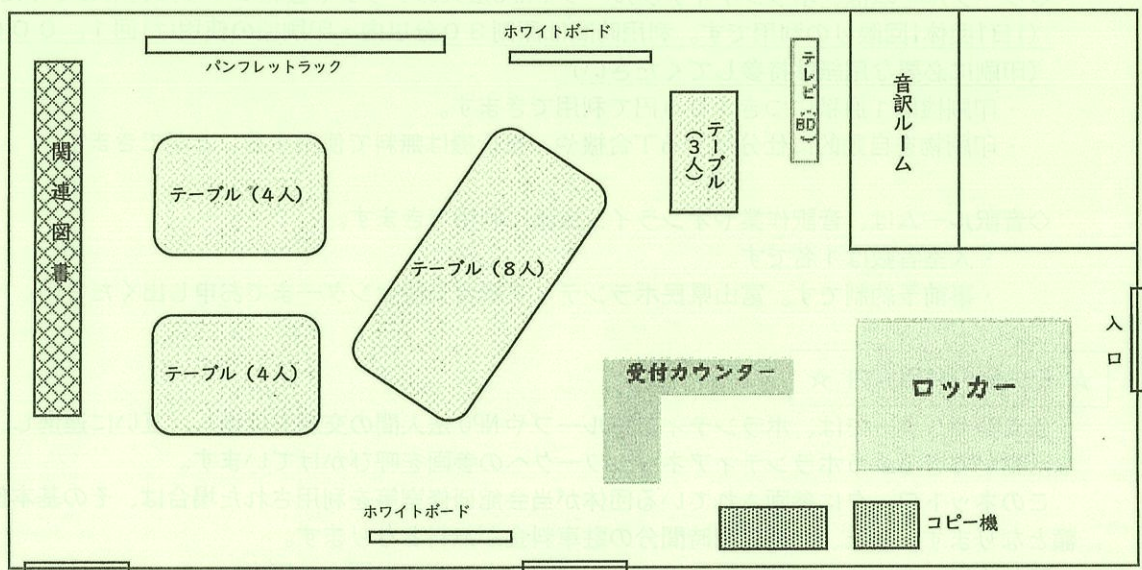 ホワイトボード
パンフレットラック
関連図書
テレビ
BD
音訳ルーム
テーブル
(3人)
テーブル(4人)
テーブル(8人)
入口
テーブル(4人)
受付カウンター
ロッカー
ホワイトボード
コピー機